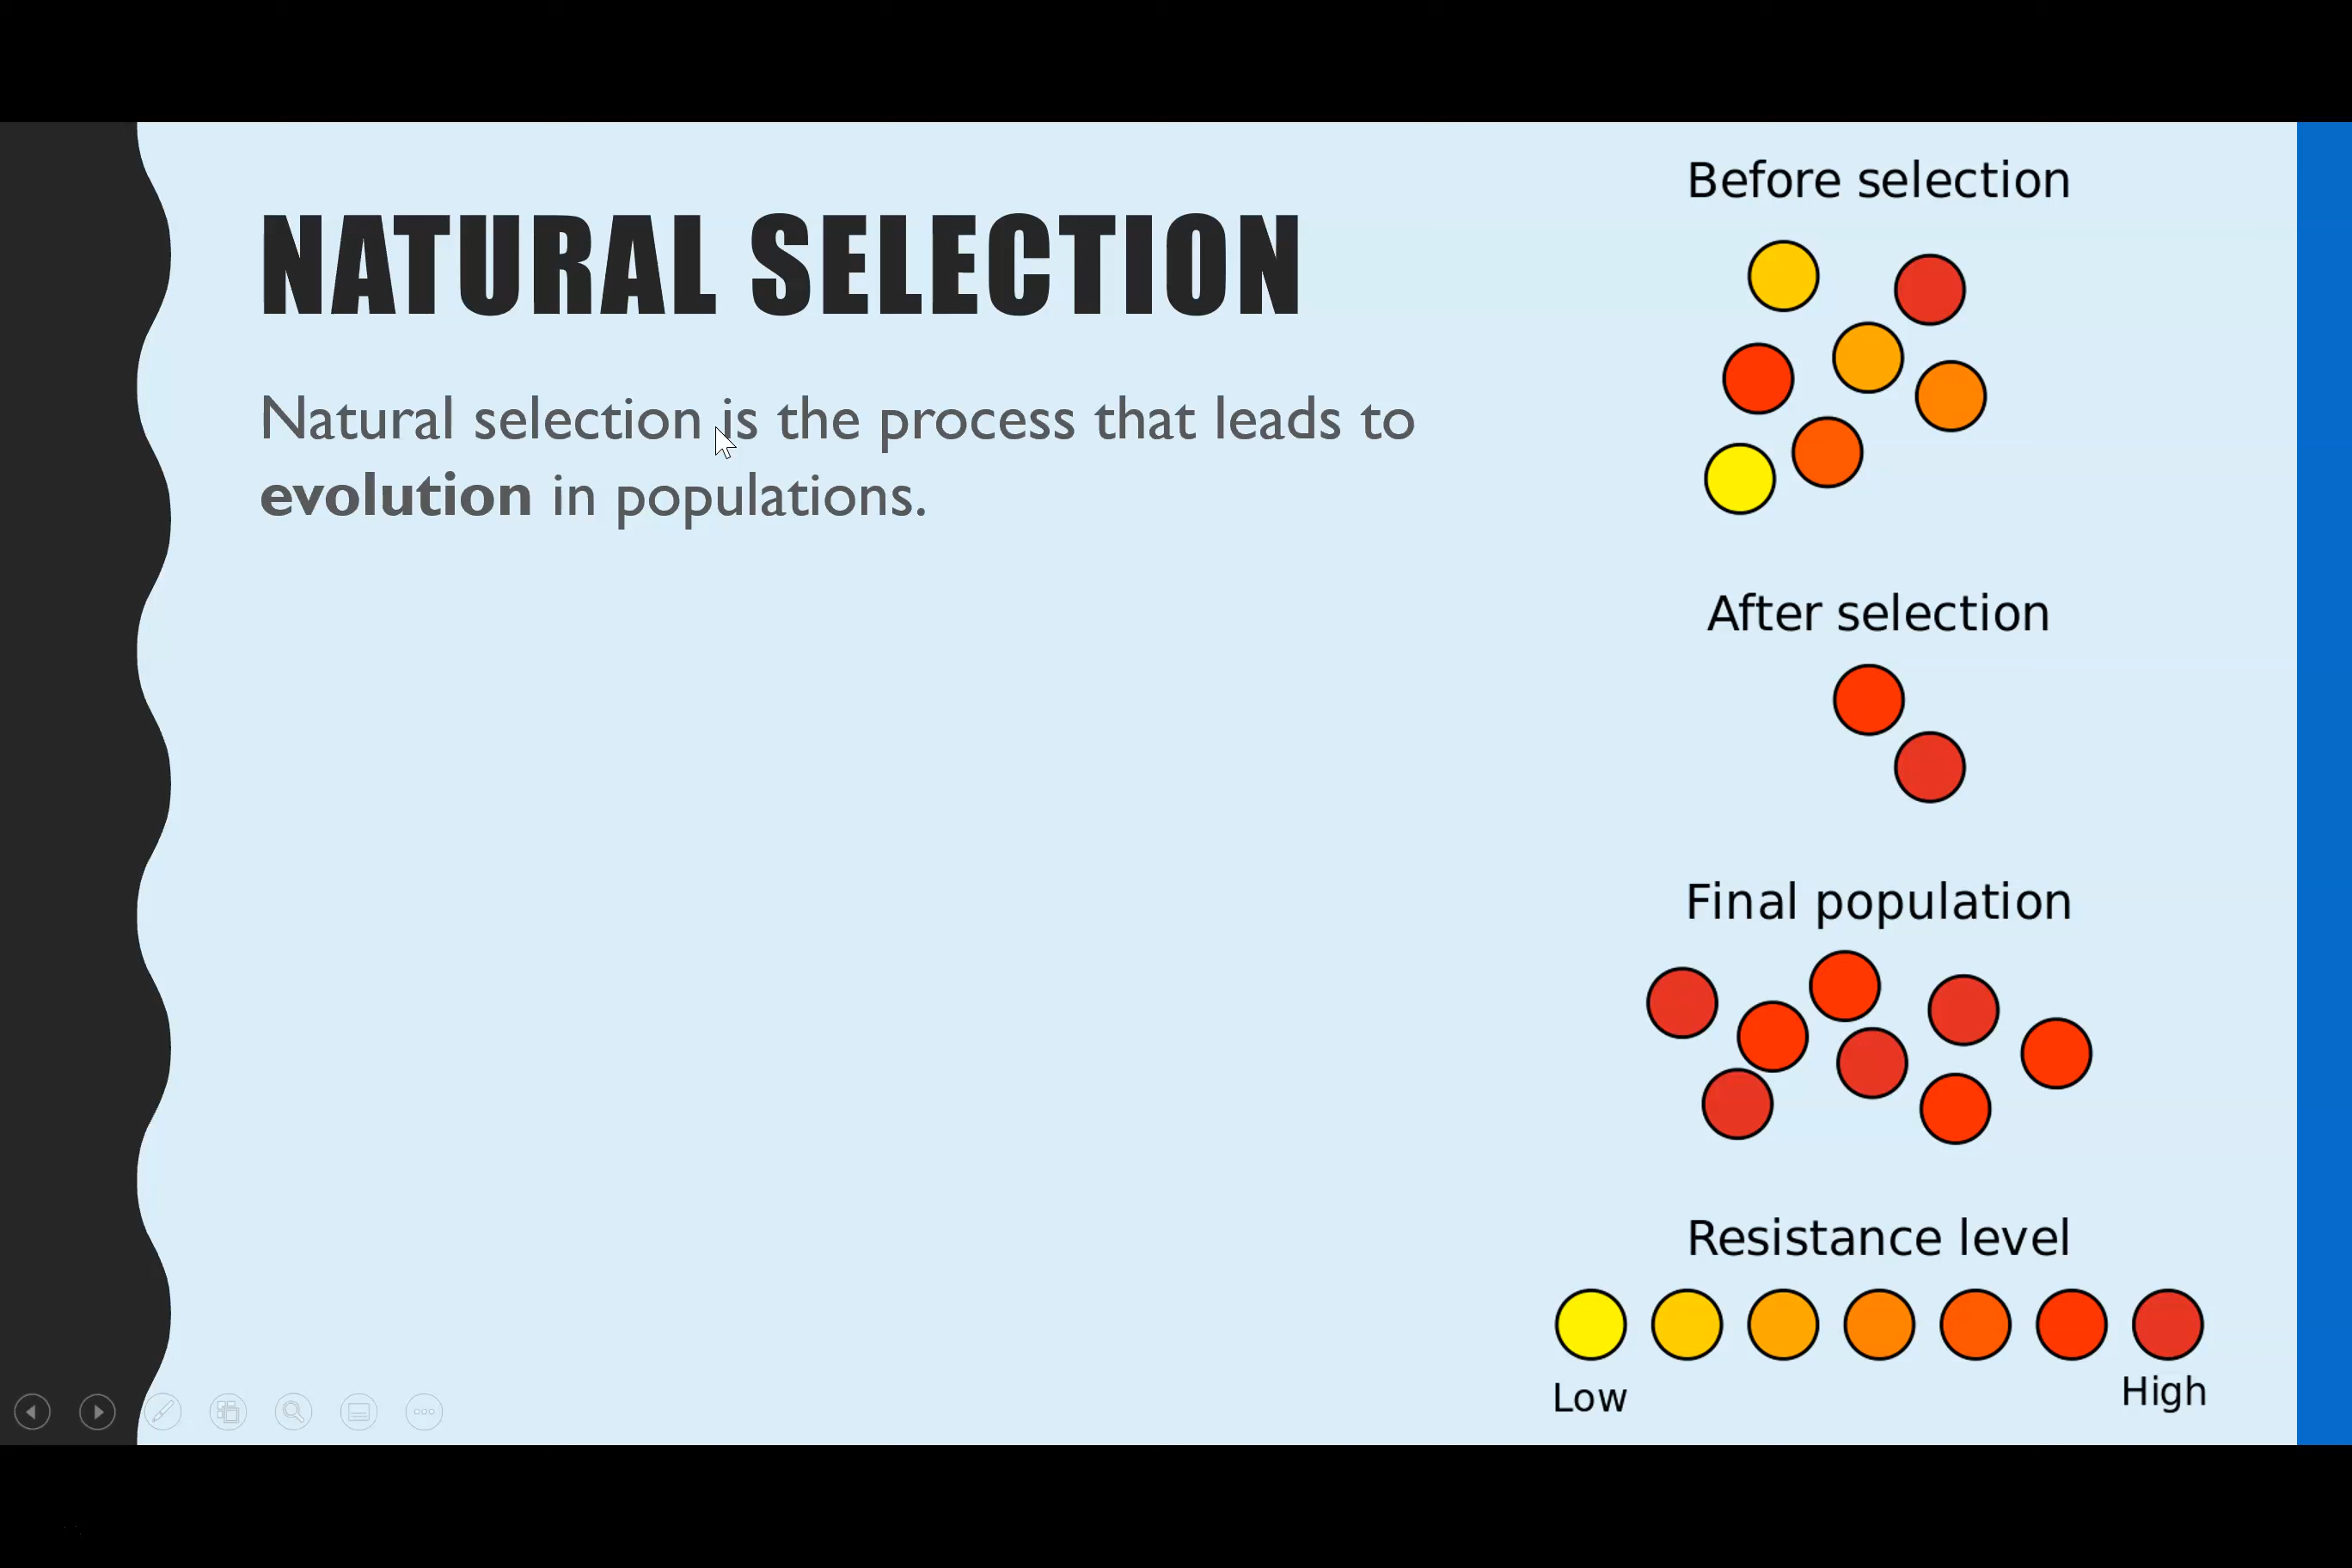 NATURAL SELECTION
Natural selection is the process that leads to
evolution in populations.
Before selection
After selection
Final population
Resistance level
Low
High